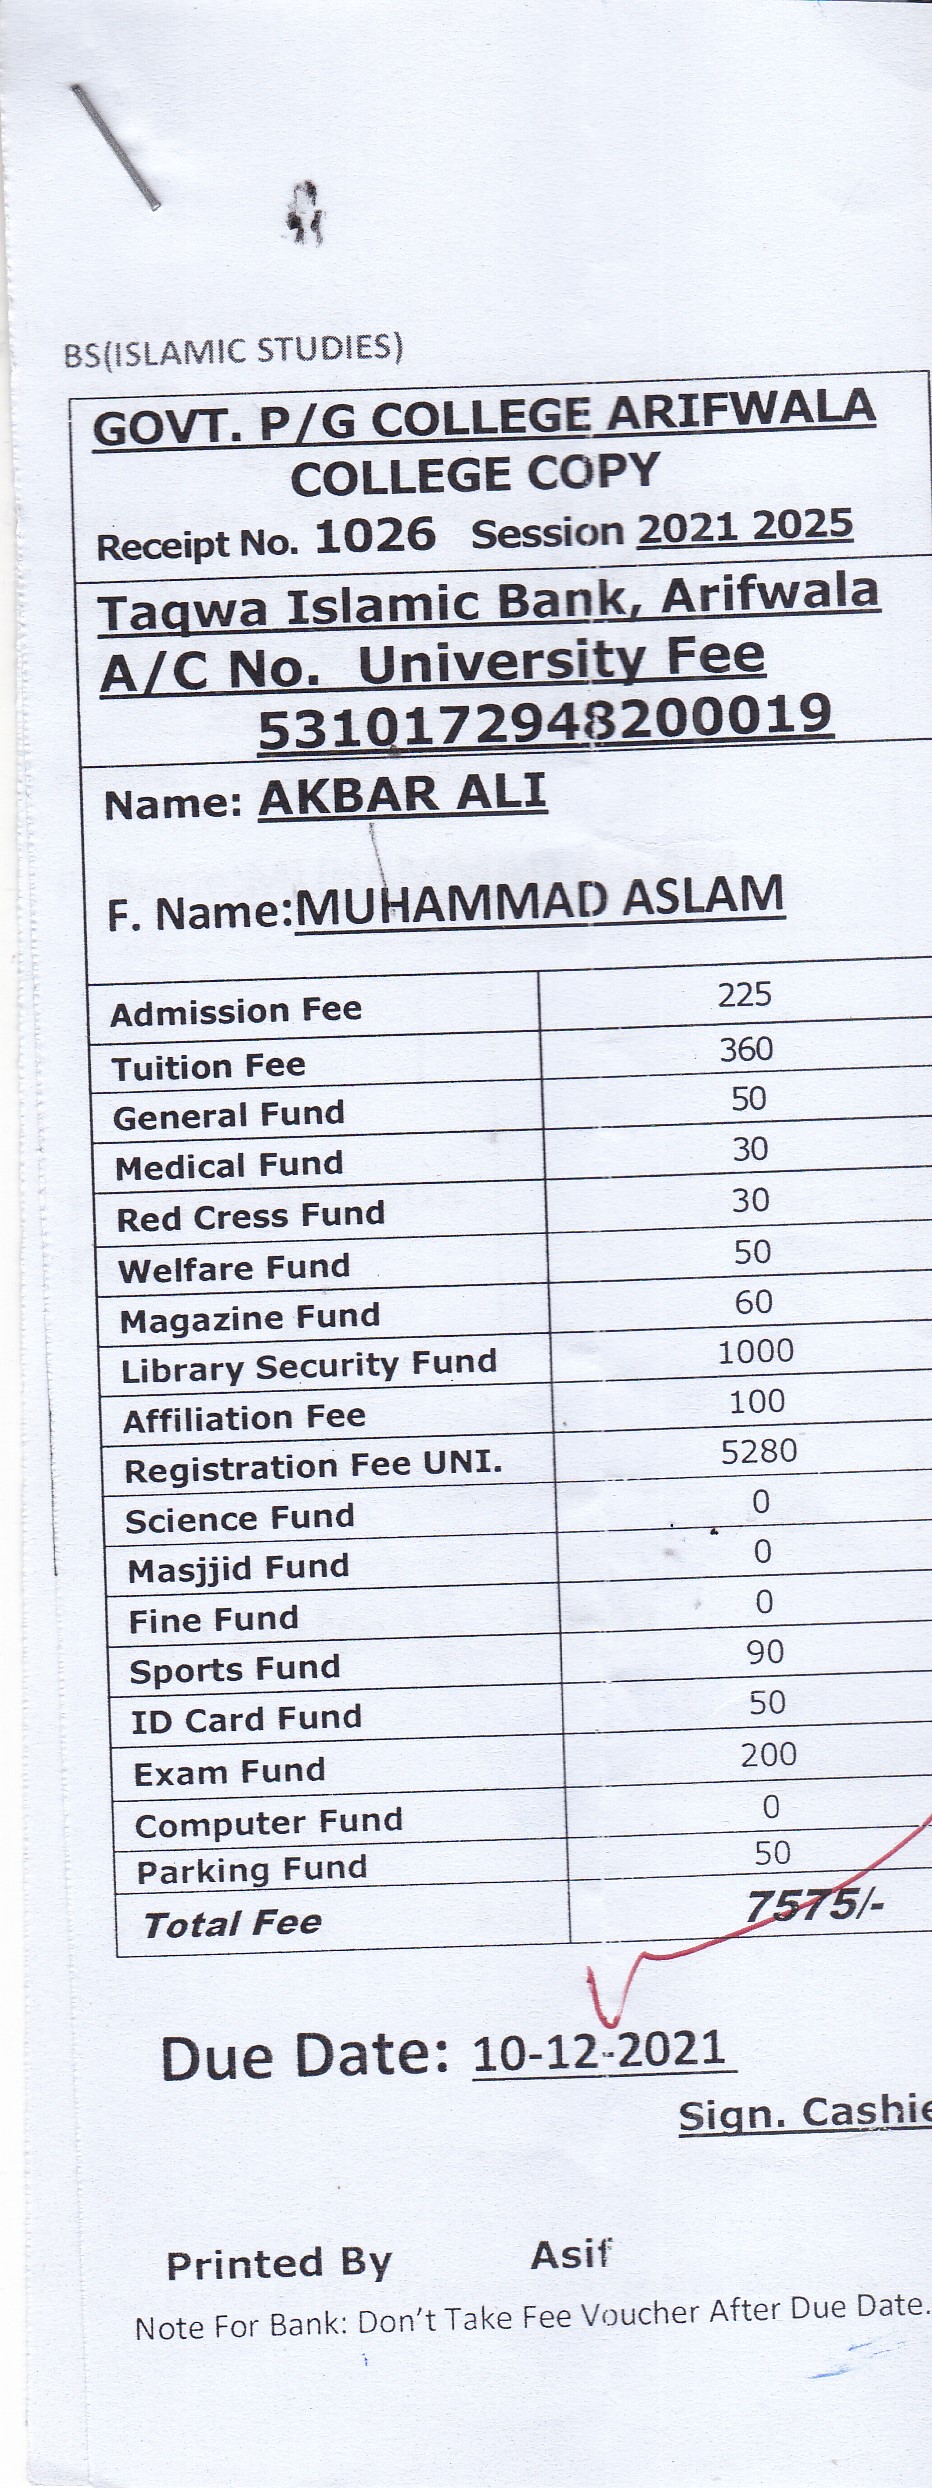 BS(ISLAMIC STUDIES)
GOVT. P/G COLLEGE ARIFWALA
COLLEGE COPY
Receipt No. 1026 Session 2021 2025
Taqwa Islamic Bank, Arifwala
A/C No. University Fee
5310172948200019
Name: AKBAR ALI
F. Name:MUHAMMAD ASLAM
Admission Fee 225
Tuition Fee 360
General Fund 50
Medical Fund 30
Red Cress Fund 30
Welfare Fund 50
Magazine Fund 60
Library Security Fund 1000
Affiliation Fee 100
Registration Fee UNI. 5280
Science Fund 0
Masjjid Fund 0
Fine Fund 0
Sports Fund 90
ID Card Fund 50
Exam Fund 200
Computer Fund 0
Parking Fund 50
Total Fee 7575/-
Due Date: 10-12-2021
Sign. Cashie
Printed By Asif
Note For Bank: Don't Take Fee Voucher After Due Date.